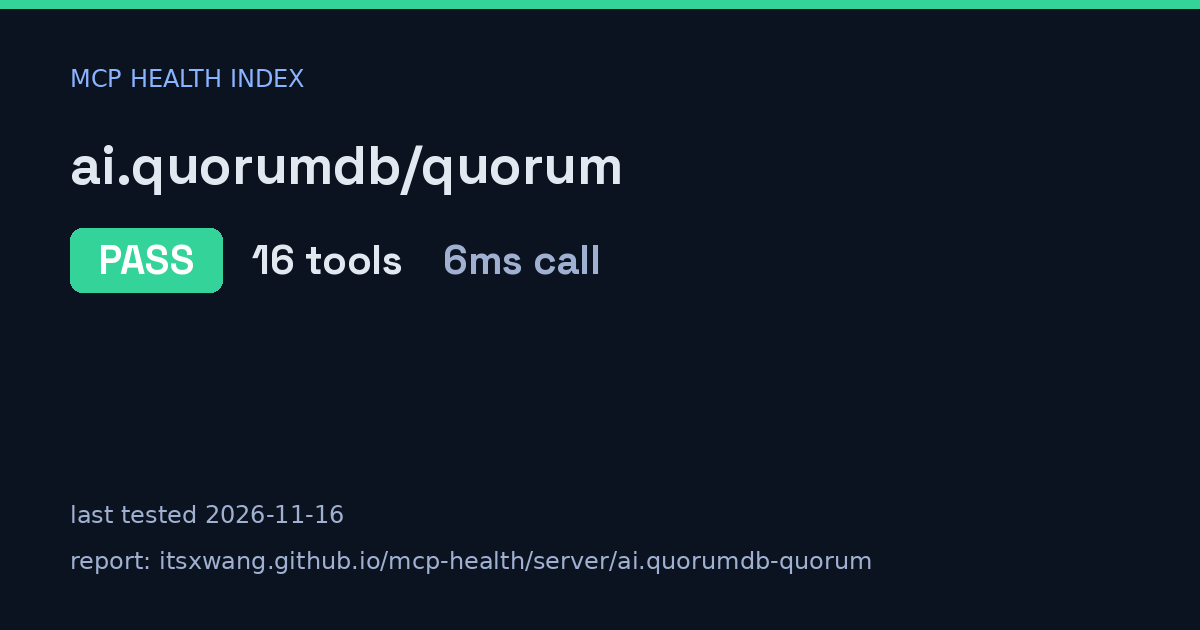 MCP HEALTH INDEX
ai.quorumdb/quorum
PASS 16 tools 6ms call
last tested 2026-11-16
report: itsxwang.github.io/mcp-health/server/ai.quorumdb-quorum